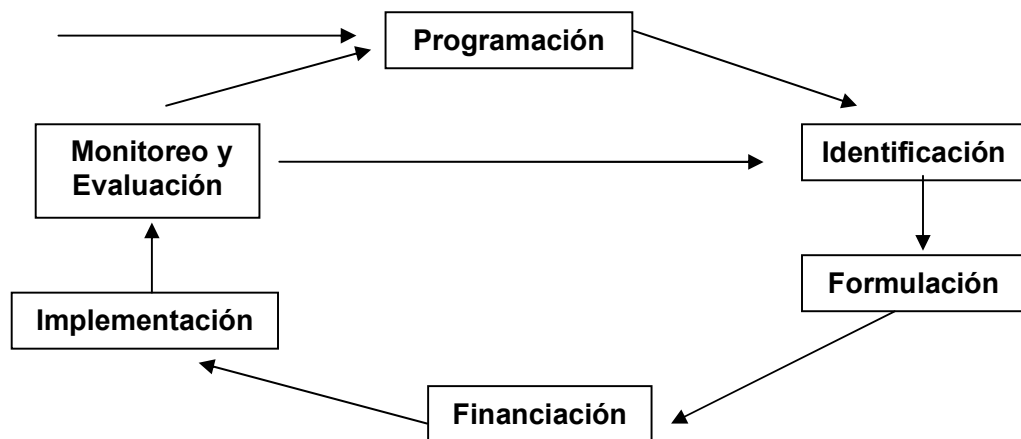 Programación
Monitoreo y
Evaluación
Identificación
Formulación
Implementación
Financiación